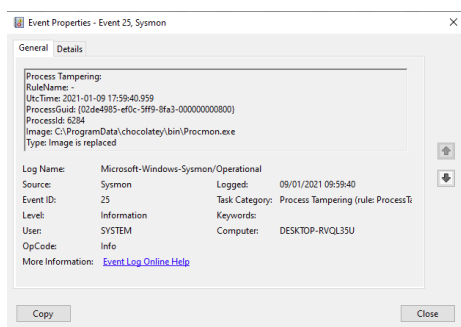 Event Properties - Event 25, Sysmon
General Details
Process Tampering:
RuleName: -
UtcTime: 2021-01-09 17:59:40.959
ProcessGuid: {02de4985-ef0c-5ff9-8fa3-000000000800}
ProcessId: 6284
Image: C:\ProgramData\chocolatey\bin\Procmon.exe
Type: Image is replaced
Log Name: Microsoft-Windows-Sysmon/Operational
Source: Sysmon Logged: 09/01/2021 09:59:40
Event ID: 25 Task Category: Process Tampering (rule: ProcessTa
Level: Information Keywords:
User: SYSTEM Computer: DESKTOP-RVQL35U
OpCode: Info
More Information: Event Log Online Help
Copy Close